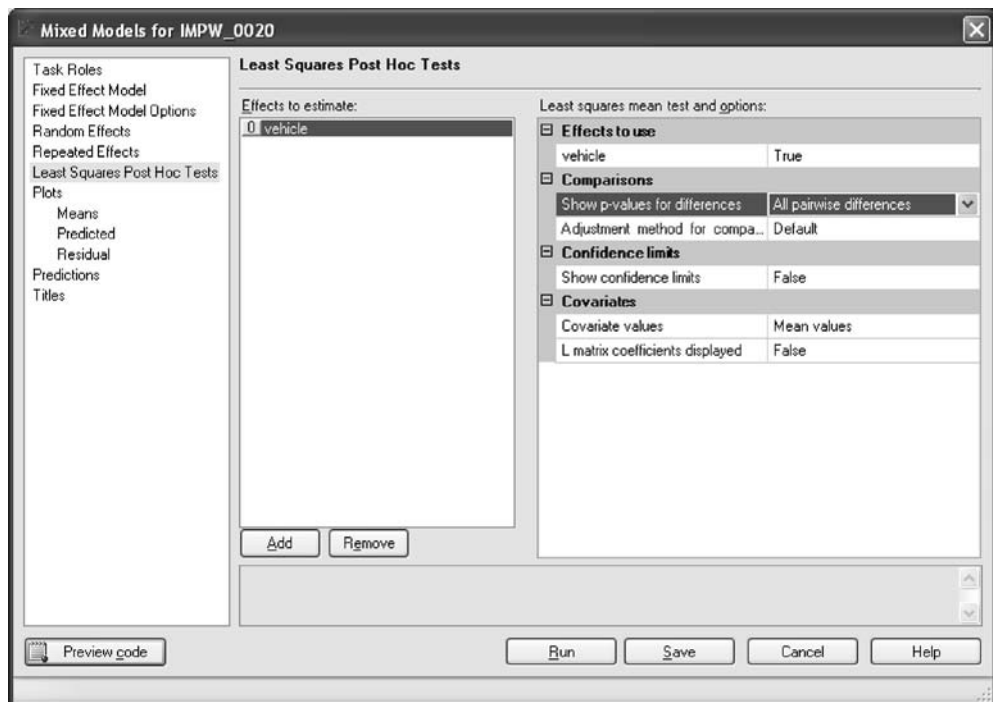 Mixed Models for IMPW_0020
Task Roles
Fixed Effect Model
Fixed Effect Model Options
Random Effects
Repeated Effects
Least Squares Post Hoc Tests
Plots
Means
Predicted
Residual
Predictions
Titles
Least Squares Post Hoc Tests
Effects to estimate:
0 vehicle
Add Remove
Least squares mean test and options:
Effects to use
vehicle True
Comparisons
Show p-values for differences All pairwise differences
Adjustment method for compa... Default
Confidence limits
Show confidence limits False
Covariates
Covariate values Mean values
L matrix coefficients displayed False
Preview code Run Save Cancel Help